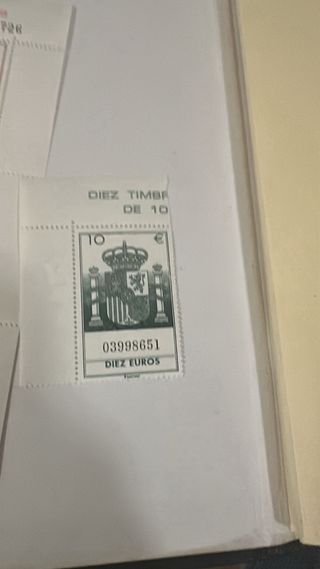 DIEZ TIMBR
DE 10
10 €
03998651
DIEZ EUROS